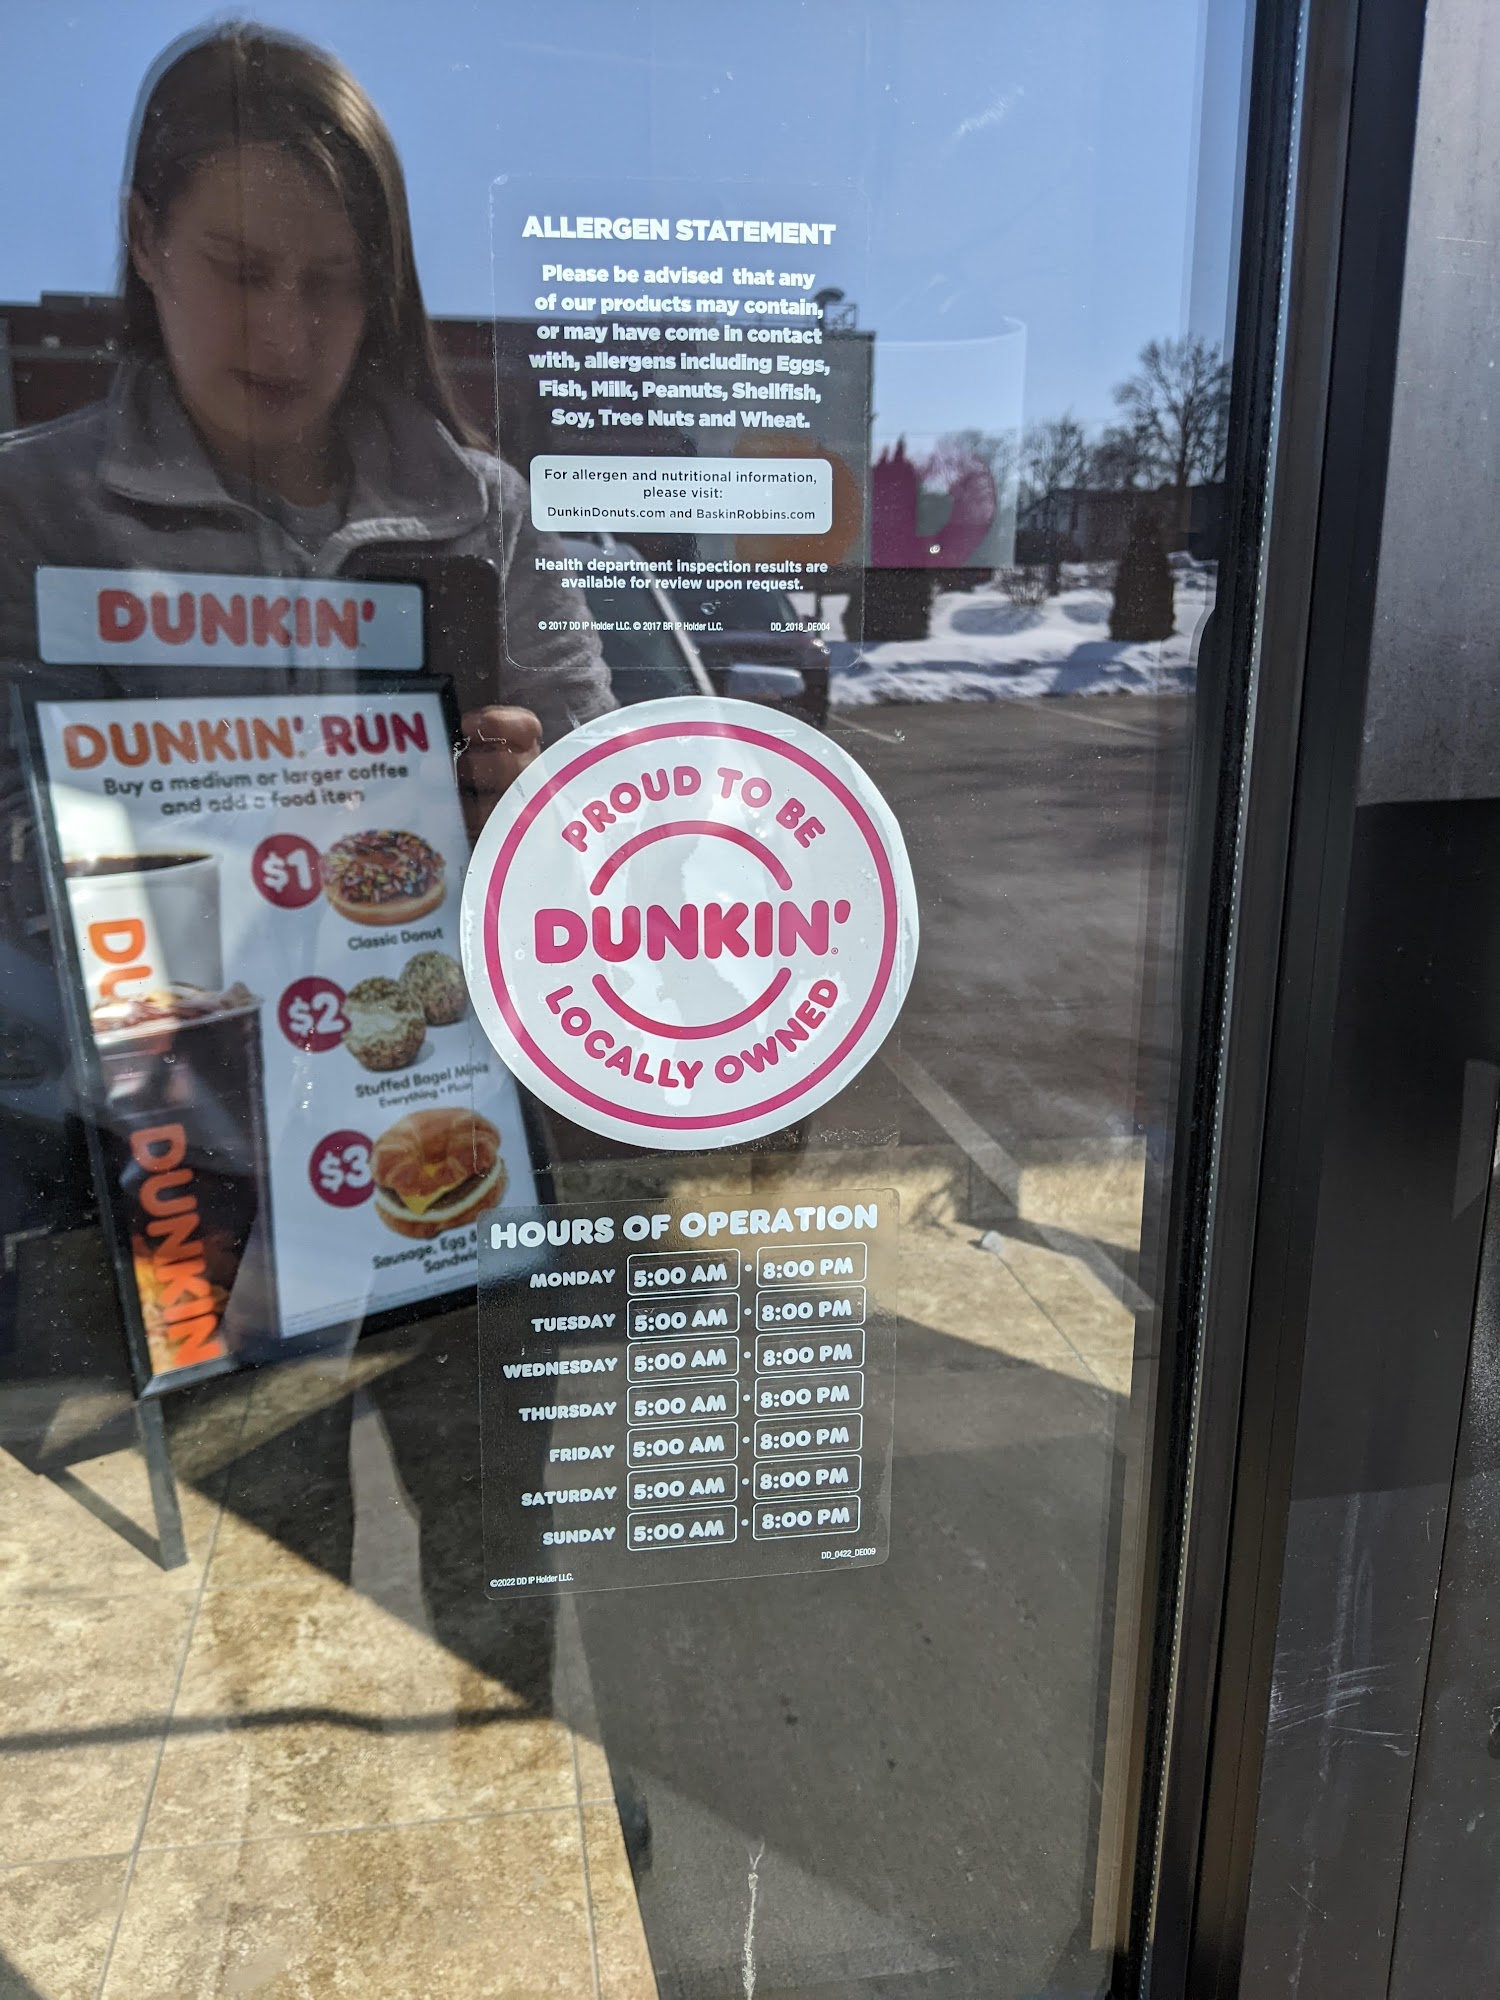 ALLERGEN STATEMENT
Please be advised that any
of our products may contain,
or may have come in contact
with, allergens including Eggs,
Fish, Milk, Peanuts, Shellfish,
Soy, Tree Nuts and Wheat.
For allergen and nutritional information,
please visit:
DunkinDonuts.com and BaskinRobbins.com
Health department inspection results are
available for review upon request.
© 2017 DD IP Holder LLC. © 2017 BR IP Holder LLC. DD_2018_DE004
DUNKIN'
DUNKIN' RUN
Buy a medium or larger coffee
and add a food item
$1
Classic Donut
$2
Stuffed Bagel Minis
Everything • Plain
$3
Sausage, Egg &
DU
DUNKIN'
PROUD TO BE
DUNKIN'®
LOCALLY OWNED
HOURS OF OPERATION
MONDAY 5:00 AM • 8:00 PM
TUESDAY 5:00 AM • 8:00 PM
WEDNESDAY 5:00 AM • 8:00 PM
THURSDAY 5:00 AM • 8:00 PM
FRIDAY 5:00 AM • 8:00 PM
SATURDAY 5:00 AM • 8:00 PM
SUNDAY 5:00 AM • 8:00 PM
©2022 DD IP Holder LLC. DD_0422_DE009